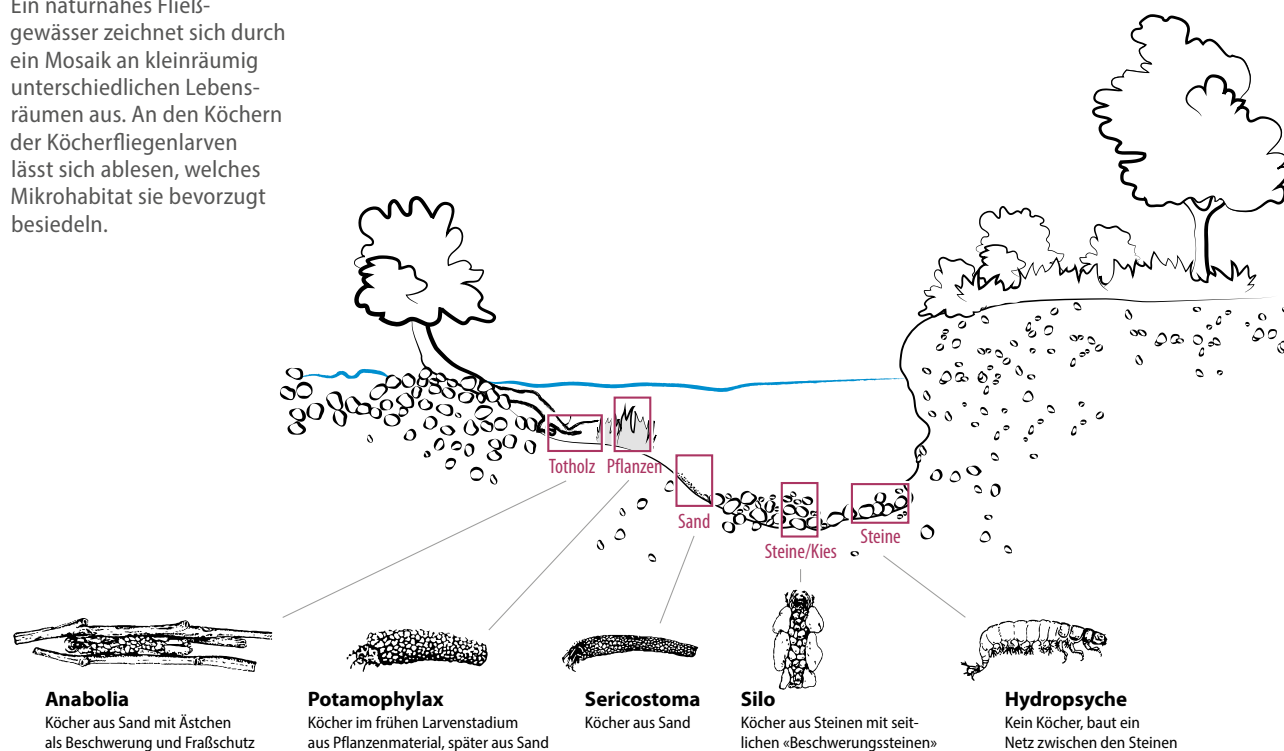 Ein naturnahes Fließ-
gewässer zeichnet sich durch
ein Mosaik an kleinräumig
unterschiedlichen Lebens-
räumen aus. An den Köchern
der Köcherfliegenlarven
lässt sich ablesen, welches
Mikrohabitat sie bevorzugt
besiedeln.
Totholz
Pflanzen
Sand
Steine/Kies
Steine
Anabolia
Köcher aus Sand mit Ästchen
als Beschwerung und Fraßschutz
Potamophylax
Köcher im frühen Larvenstadium
aus Pflanzenmaterial, später aus Sand
Sericostoma
Köcher aus Sand
Silo
Köcher aus Steinen mit seit-
lichen «Beschwerungssteinen»
Hydropsyche
Kein Köcher, baut ein
Netz zwischen den Steinen